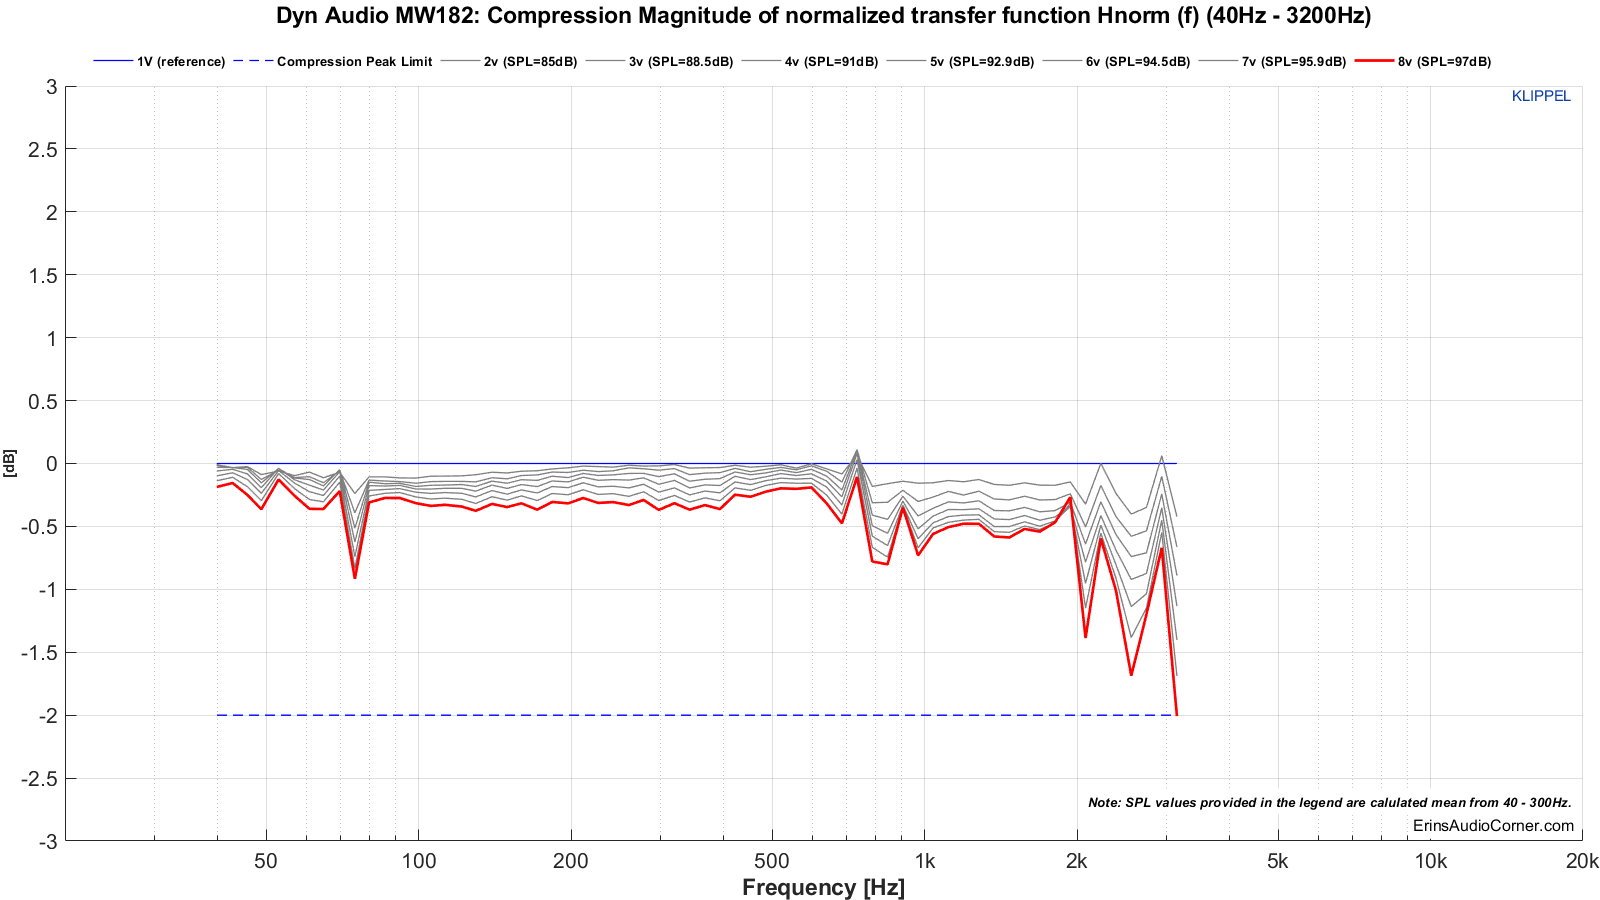 Dyn Audio MW182: Compression Magnitude of normalized transfer function Hnorm (f) (40Hz - 3200Hz)
1V (reference) Compression Peak Limit 2v (SPL=85dB) 3v (SPL=88.5dB) 4v (SPL=91dB) 5v (SPL=92.9dB) 6v (SPL=94.5dB) 7v (SPL=95.9dB) 8v (SPL=97dB)
KLIPPEL
3
2.5
2
1.5
1
0.5
0
-0.5
-1
-1.5
-2
-2.5
-3
[dB]
Note: SPL values provided in the legend are calulated mean from 40 - 300Hz.
ErinsAudioCorner.com
50 100 200 500 1k 2k 5k 10k 20k
Frequency [Hz]